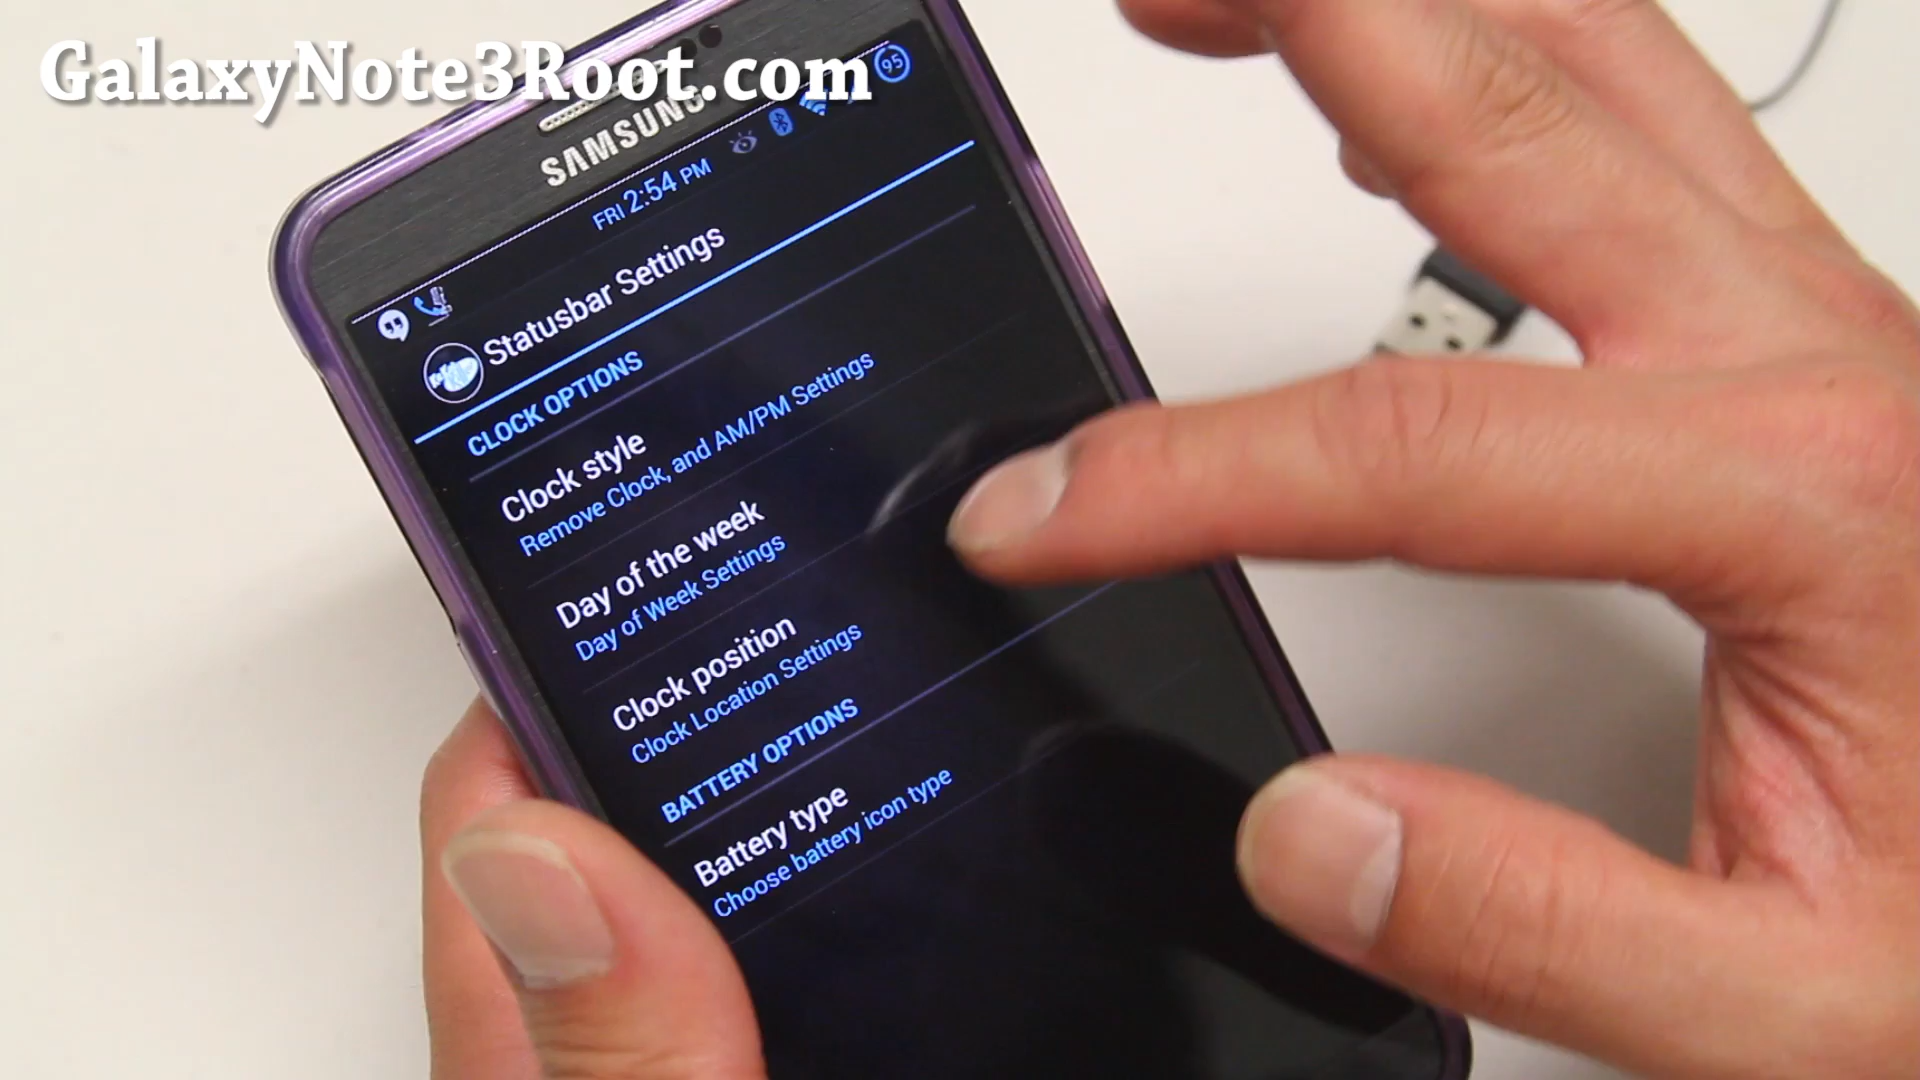 GalaxyNote3Root.com
SAMSUNG
95
FRI 2:54 PM
Statusbar Settings
CLOCK OPTIONS
Clock style
Remove Clock, and AM/PM Settings
Day of the week
Day of Week Settings
Clock position
Clock Location Settings
BATTERY OPTIONS
Battery type
Choose battery icon type